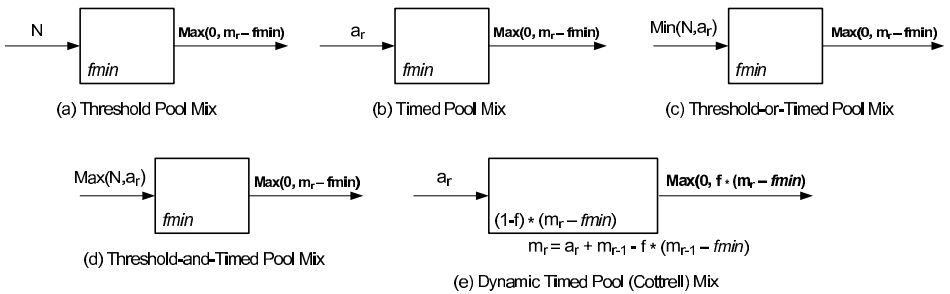 N
Max(0, mr – fmin)
fmin
(a) Threshold Pool Mix
ar
Max(0, mr – fmin)
fmin
(b) Timed Pool Mix
Min(N,ar)
Max(0, mr – fmin)
fmin
(c) Threshold-or-Timed Pool Mix
Max(N,ar)
Max(0, mr – fmin)
fmin
(d) Threshold-and-Timed Pool Mix
ar
Max(0, f * (mr – fmin)
(1-f) * (mr – fmin)
mr = ar + mr-1 - f * (mr-1 – fmin)
(e) Dynamic Timed Pool (Cottrell) Mix